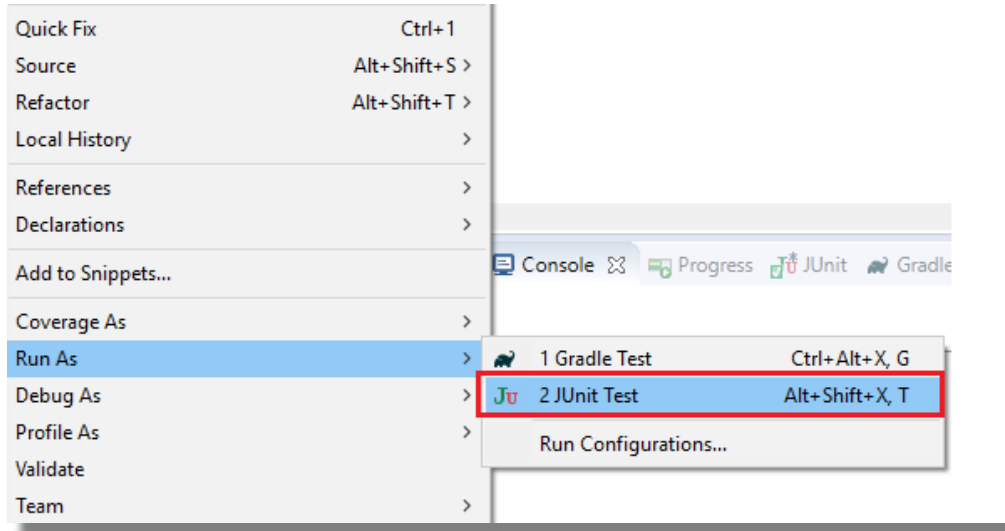 Quick Fix Ctrl+1
Source Alt+Shift+S >
Refactor Alt+Shift+T >
Local History >
References >
Declarations >
Add to Snippets...
Console Progress JUnit Gradle
Coverage As >
Run As > 1 Gradle Test Ctrl+Alt+X, G
Debug As > Ju 2 JUnit Test Alt+Shift+X, T
Profile As > Run Configurations...
Validate
Team >